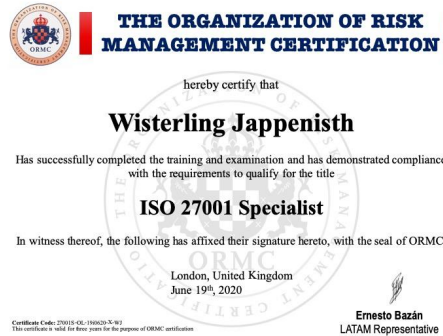 THE ORGANIZATION OF RISK
MANAGEMENT CERTIFICATION
ORMC
hereby certify that
Wisterling Jappenisth
Has successfully completed the training and examination and has demonstrated compliance
with the requirements to qualify for the title
ISO 27001 Specialist
In witness thereof, the following has affixed their signature hereto, with the seal of ORMC
ORMC
London, United Kingdom
June 19th, 2020
Ernesto Bazán
LATAM Representative
Certificate Code: 27001S-OL-190620-X-WJ
This certificate is valid for three years for the purpose of ORMC certification